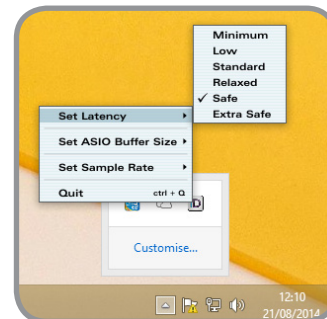 Minimum
Low
Standard
Relaxed
Safe
Extra Safe
Set Latency
Set ASIO Buffer Size
Set Sample Rate
Quit ctrl + Q
D
Customise...
12:10
21/08/2014